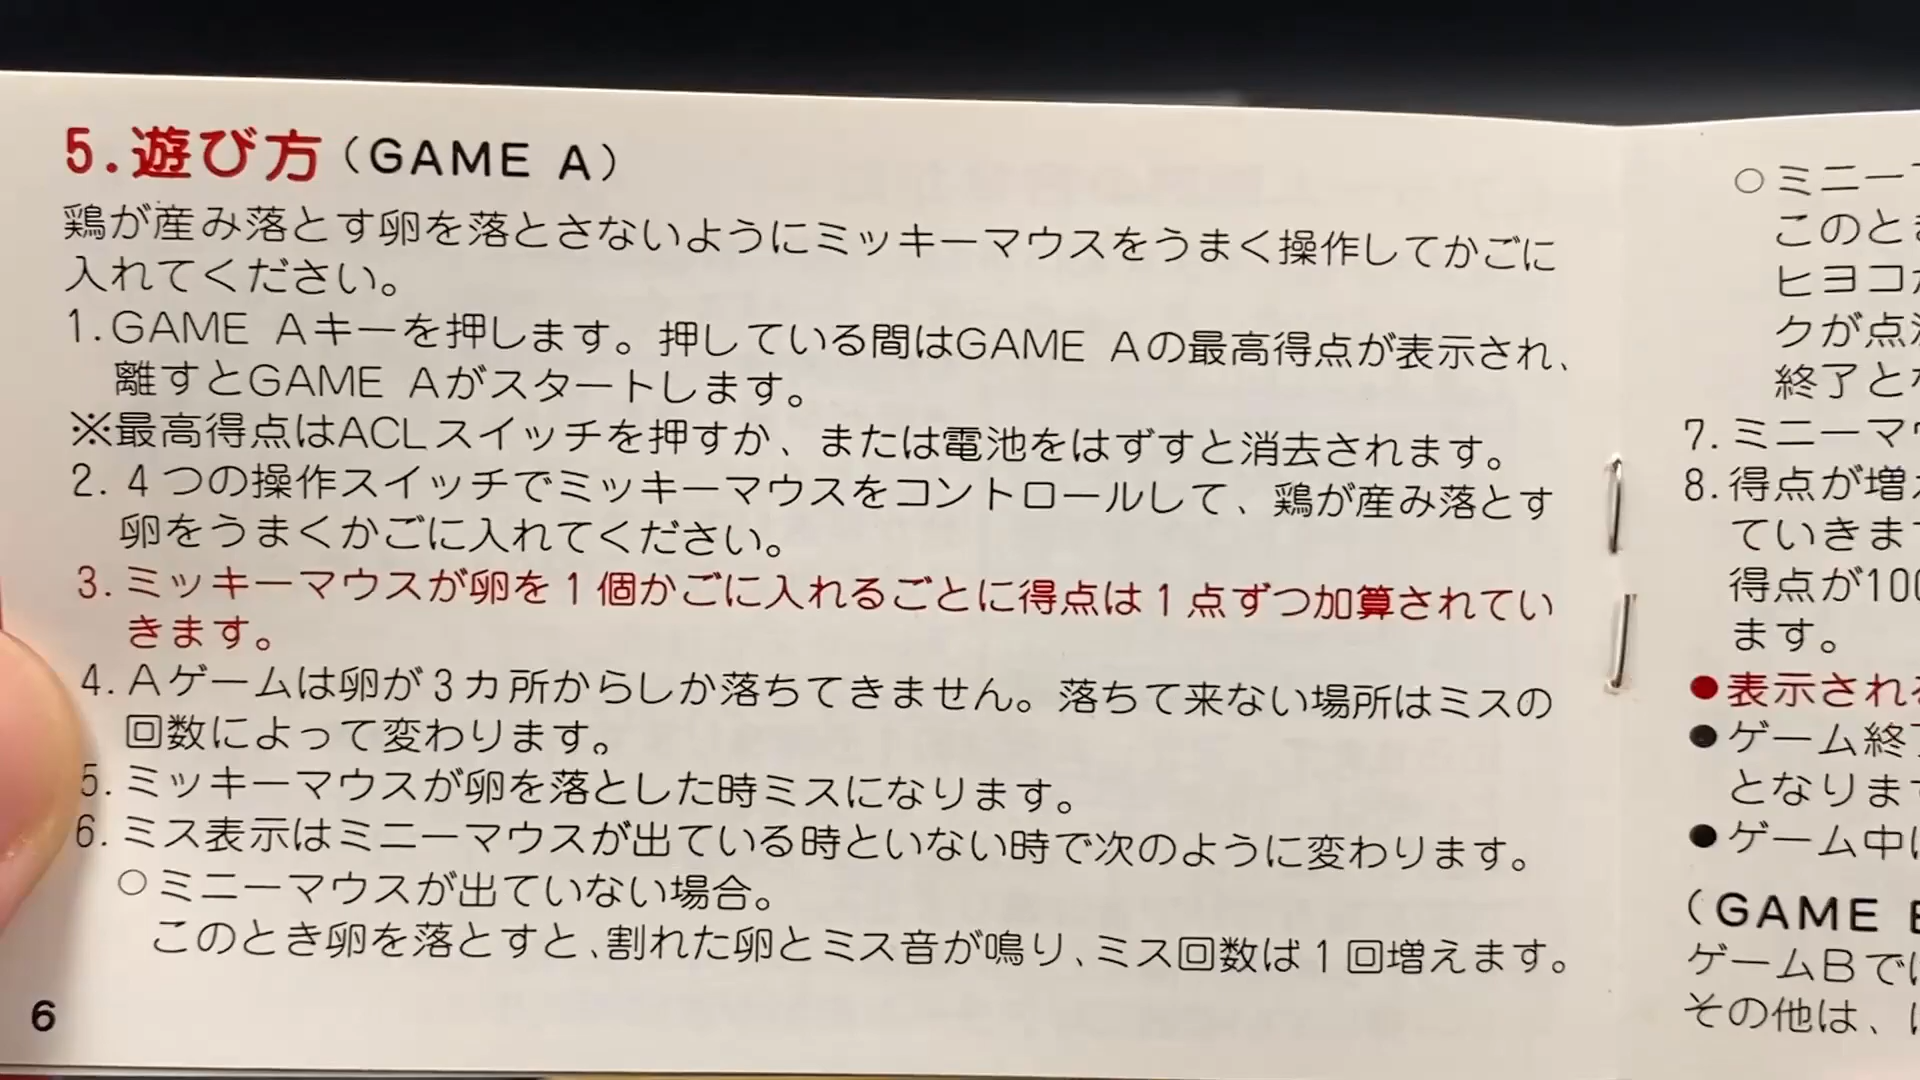 5.遊び方(GAME A)
鶏が産み落とす卵を落とさないようにミッキーマウスをうまく操作してかごに
入れてください。
1.GAME Aキーを押します。押している間はGAME Aの最高得点が表示され、
離すとGAME Aがスタートします。
※最高得点はACLスイッチを押すか、または電池をはずすと消去されます。
2.4つの操作スイッチでミッキーマウスをコントロールして、鶏が産み落とす
卵をうまくかごに入れてください。
3.ミッキーマウスが卵を1個かごに入れるごとに得点は1点ずつ加算されてい
きます。
4.Aゲームは卵が3カ所からしか落ちてきません。落ちて来ない場所はミスの
回数によって変わります。
5.ミッキーマウスが卵を落とした時ミスになります。
6.ミス表示はミニーマウスが出ている時といない時で次のように変わります。
○ミニーマウスが出ていない場合。
このとき卵を落とすと、割れた卵とミス音が鳴り、ミス回数は1回増えます。
6
○ミニー
このと
ヒヨコ
クが点
終了と
7.ミニーマ
8.得点が増
ていきま
得点が100
ます。
●表示され
●ゲーム終
となりま
●ゲーム中
(GAME
ゲームBで
その他は、